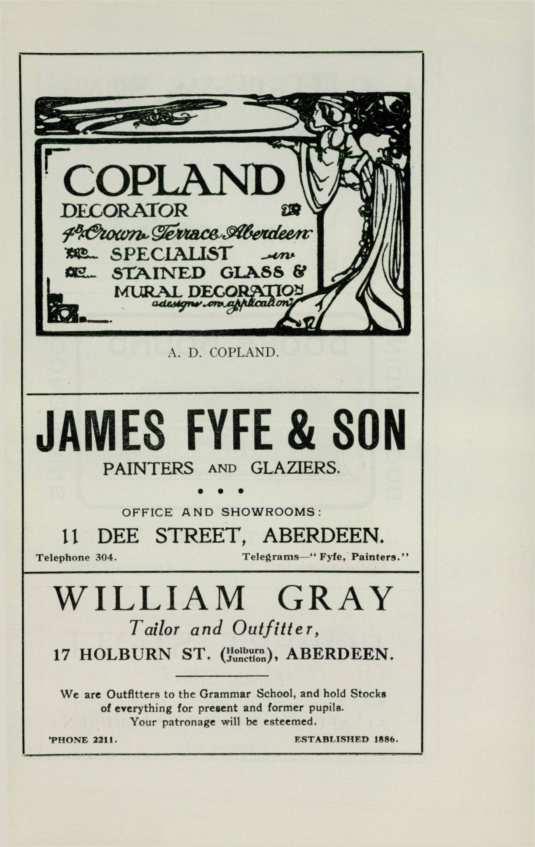 COPLAND
DECORATOR
Crown Terrace Aberdeen
SPECIALIST in
STAINED GLASS &
MURAL DECORATION
designs on application
A. D. COPLAND.
JAMES FYFE & SON
PAINTERS AND GLAZIERS.
OFFICE AND SHOWROOMS:
11 DEE STREET, ABERDEEN.
Telephone 304. Telegrams—"Fyfe, Painters."
WILLIAM GRAY
Tailor and Outfitter,
17 HOLBURN ST. (Holburn Junction), ABERDEEN.
We are Outfitters to the Grammar School, and hold Stocks
of everything for present and former pupils.
Your patronage will be esteemed.
'PHONE 2211. ESTABLISHED 1886.